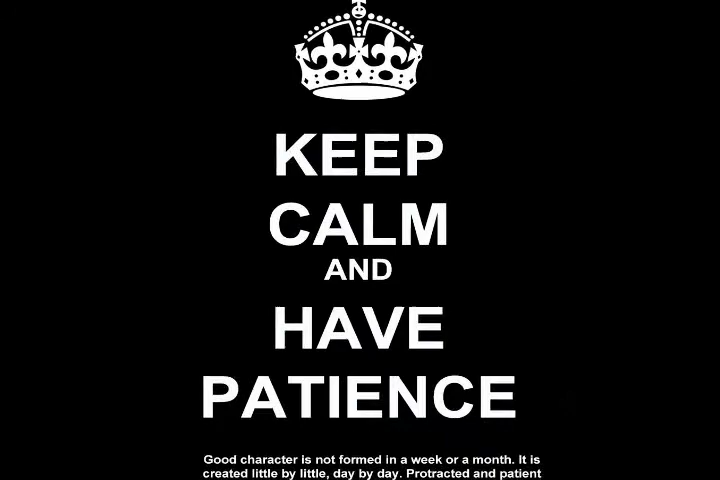 KEEP
CALM
AND
HAVE
PATIENCE
Good character is not formed in a week or a month. It is
created little by little, day by day. Protracted and patient